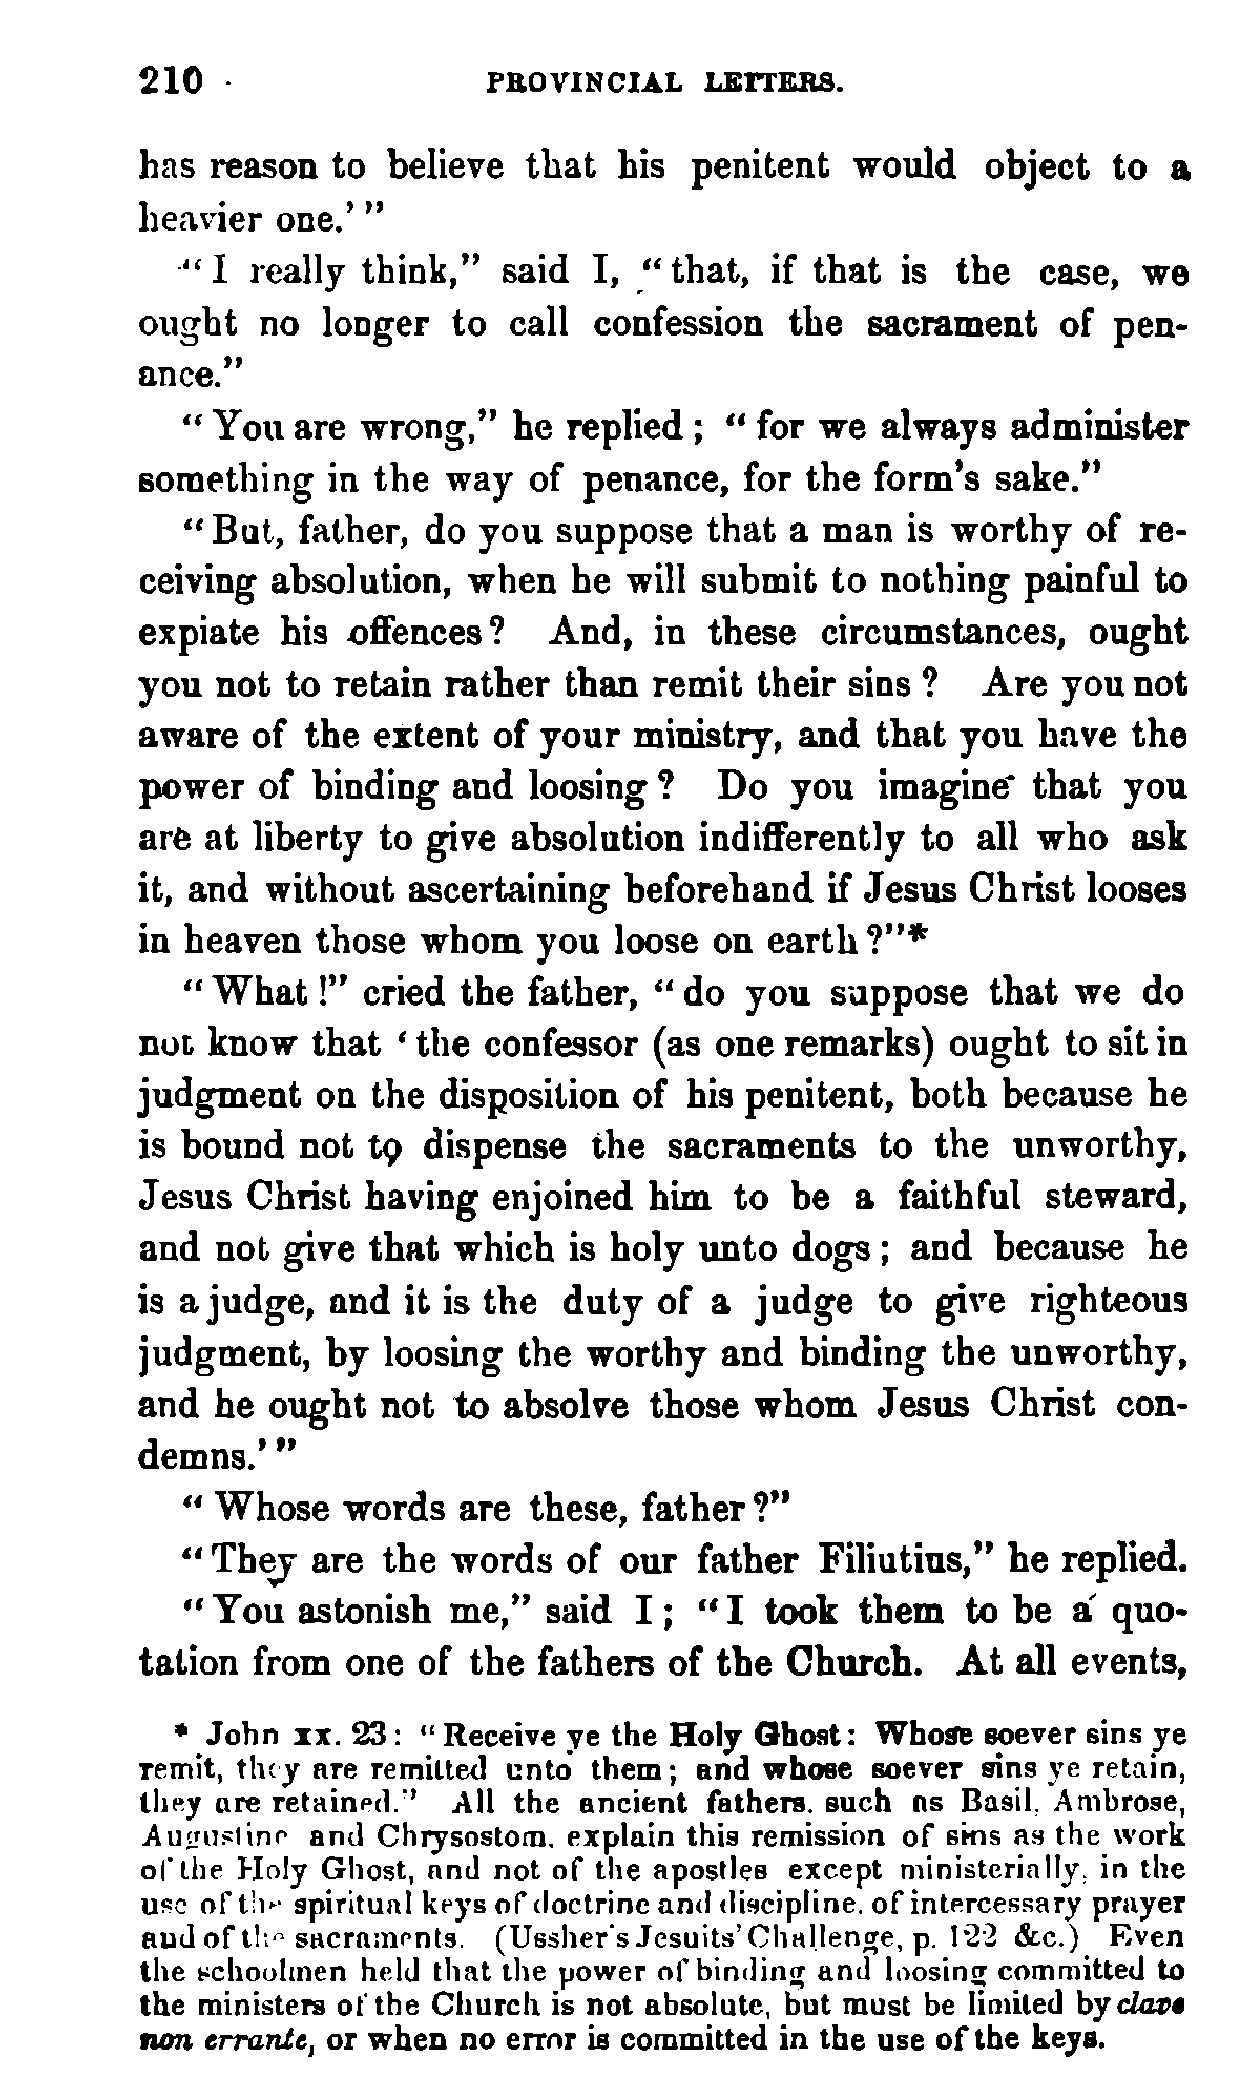 210 PROVINCIAL LETTERS.
has reason to believe that his penitent would object to a
heavier one.' "
" I really think," said I, " that, if that is the case, we
ought no longer to call confession the sacrament of pen-
ance."
" You are wrong," he replied ; " for we always administer
something in the way of penance, for the form's sake."
" But, father, do you suppose that a man is worthy of re-
ceiving absolution, when he will submit to nothing painful to
expiate his offences ? And, in these circumstances, ought
you not to retain rather than remit their sins ? Are you not
aware of the extent of your ministry, and that you have the
power of binding and loosing ? Do you imagine that you
are at liberty to give absolution indifferently to all who ask
it, and without ascertaining beforehand if Jesus Christ looses
in heaven those whom you loose on earth ?"*
" What !" cried the father, " do you suppose that we do
not know that ' the confessor (as one remarks) ought to sit in
judgment on the disposition of his penitent, both because he
is bound not to dispense the sacraments to the unworthy,
Jesus Christ having enjoined him to be a faithful steward,
and not give that which is holy unto dogs ; and because he
is a judge, and it is the duty of a judge to give righteous
judgment, by loosing the worthy and binding the unworthy,
and he ought not to absolve those whom Jesus Christ con-
demns.' "
" Whose words are these, father ?"
" They are the words of our father Filiutius," he replied.
" You astonish me," said I ; " I took them to be a quo-
tation from one of the fathers of the Church. At all events,
* John xx. 23 : " Receive ye the Holy Ghost : Whose soever sins ye
remit, they are remitted unto them ; and whose soever sins ye retain,
they are retained." All the ancient fathers. such as Basil, Ambrose,
Augustine and Chrysostom, explain this remission of sins as the work
of the Holy Ghost, and not of the apostles except ministerially, in the
use of the spiritual keys of doctrine and discipline, of intercessary prayer
and of the sacraments. (Ussher's Jesuits' Challenge, p. 122 &c.) Even
the schoolmen held that the power of binding and loosing committed to
the ministers of the Church is not absolute, but must be limited by clave
non errante, or when no error is committed in the use of the keys.